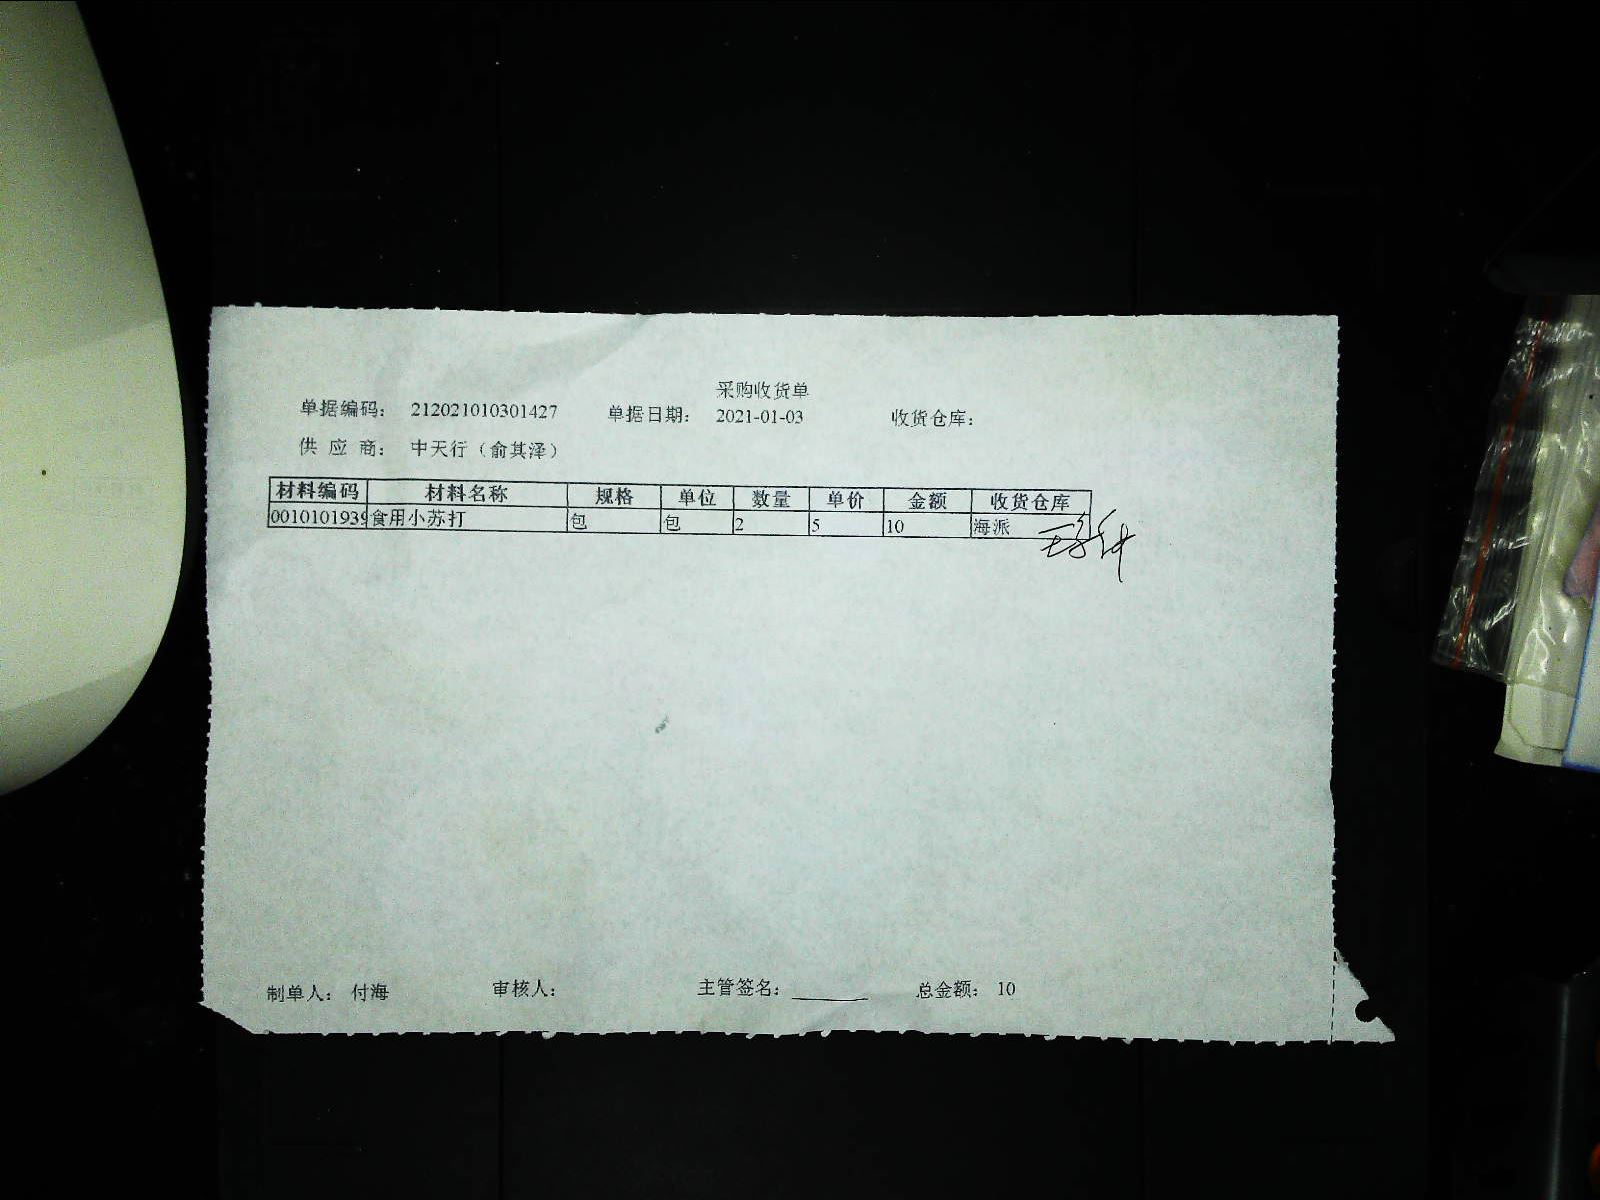 采购收货单
单据编码： 212021010301427 单据日期： 2021-01-03 收货仓库：
供 应 商： 中天行（俞其泽）
材料编码 材料名称 规格 单位 数量 单价 金额 收货仓库
0010101939 食用小苏打 包 包 2 5 10 海派
制单人： 付海 审核人： 主管签名： ______ 总金额： 10